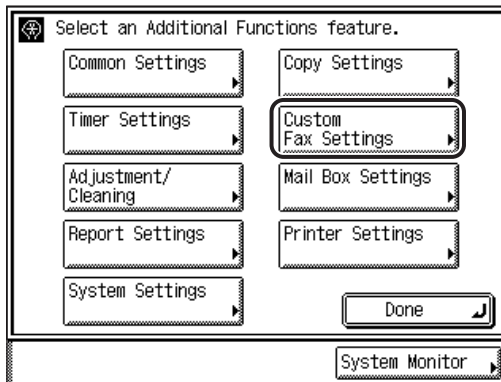 Select an Additional Functions feature.
Common Settings
Copy Settings
Timer Settings
Custom
Fax Settings
Adjustment/
Cleaning
Mail Box Settings
Report Settings
Printer Settings
System Settings
Done
System Monitor